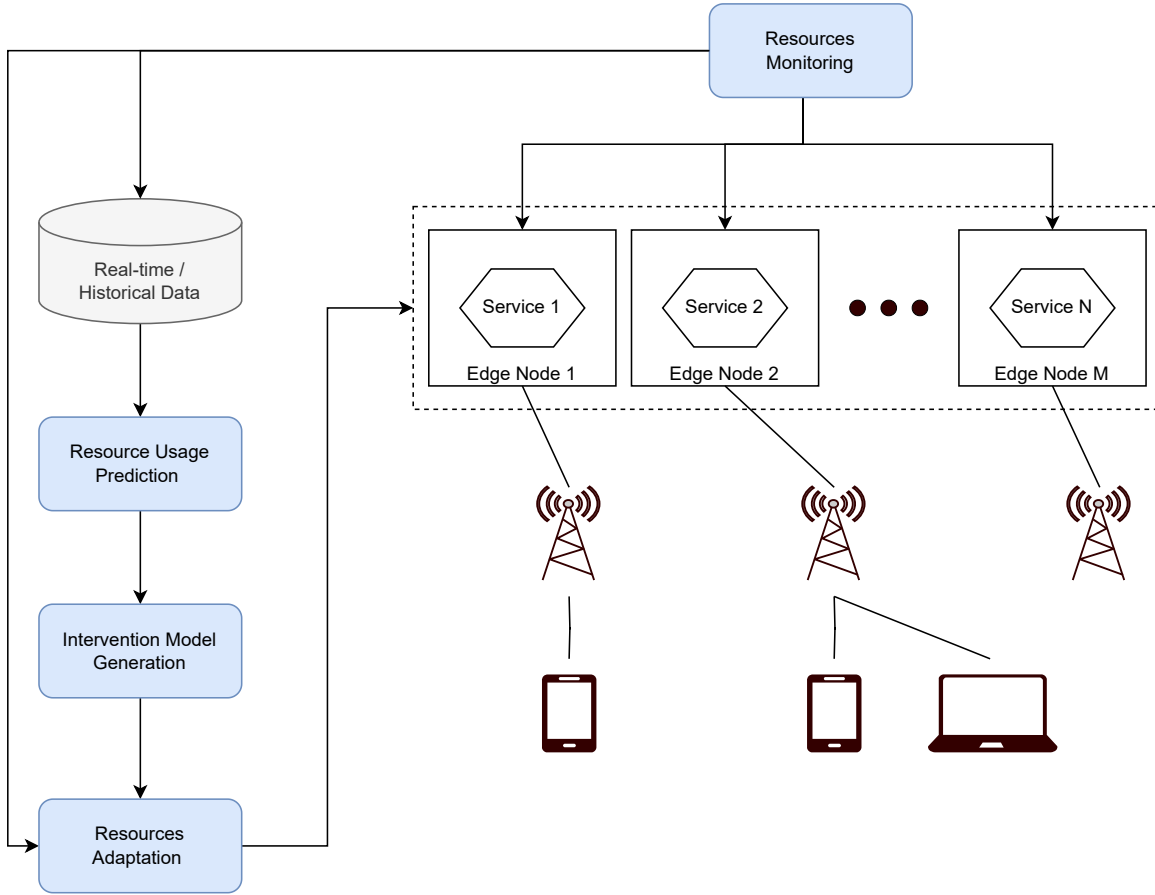 Resources
Monitoring
Real-time /
Historical Data
Service 1
Service 2
Service N
Edge Node 1
Edge Node 2
Edge Node M
Resource Usage
Prediction
Intervention Model
Generation
Resources
Adaptation